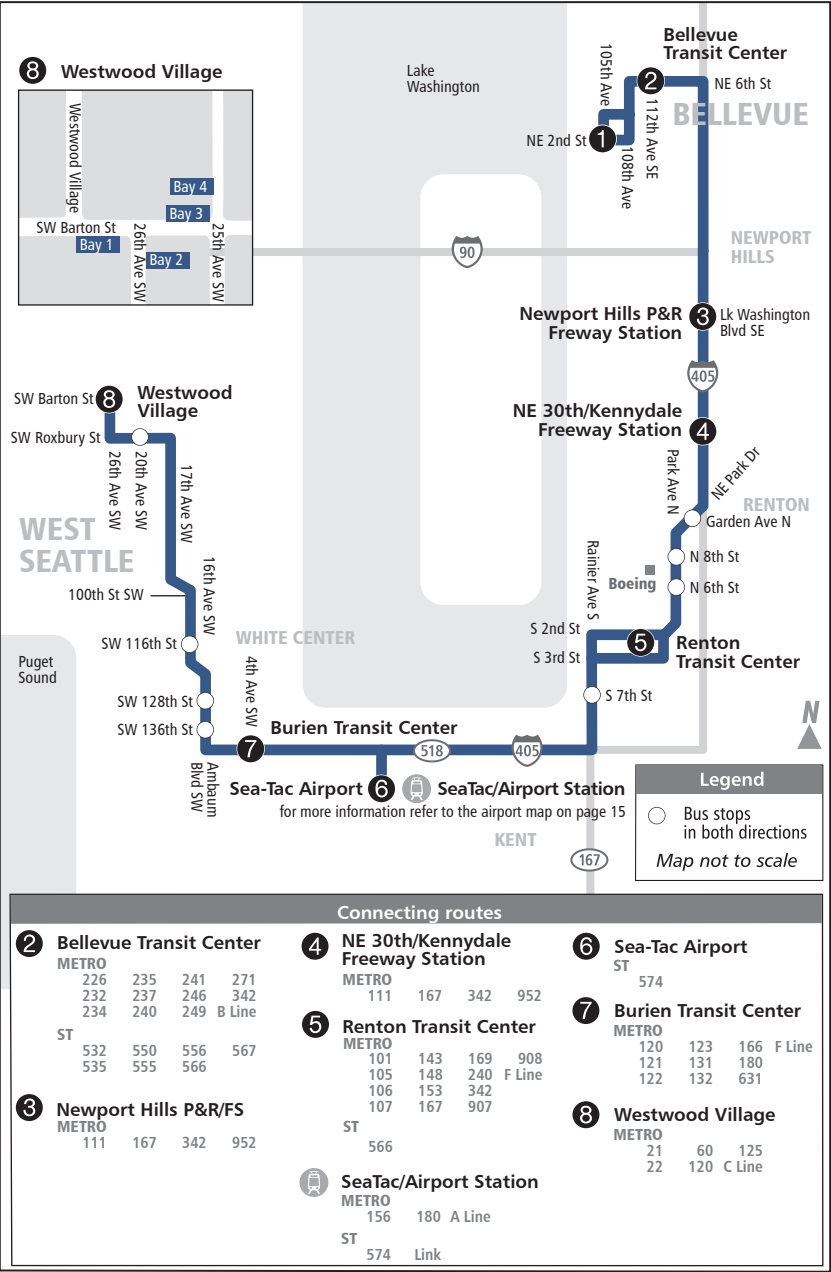 8 Westwood Village
Westwood Village
Bay 4
Bay 3
SW Barton St
Bay 1
26th Ave SW
Bay 2
25th Ave SW
Lake
Washington
Bellevue
Transit Center
105th Ave
2
NE 6th St
BELLEVUE
112th Ave SE
NE 2nd St
1
108th Ave
90
NEWPORT
HILLS
Newport Hills P&R
Freway Station
3
Lk Washington
Blvd SE
405
NE 30th/Kennydale
Freeway Station
4
Park Ave N
NE Park Dr
RENTON
Garden Ave N
N 8th St
Boeing
N 6th St
Rainier Ave S
S 2nd St
5
S 3rd St
Renton
Transit Center
S 7th St
SW Barton St
8
Westwood
Village
SW Roxbury St
26th Ave SW
20th Ave SW
17th Ave SW
WEST
SEATTLE
16th Ave SW
100th St SW
SW 116th St
WHITE CENTER
Puget
Sound
4th Ave SW
SW 128th St
SW 136th St
7
Burien Transit Center
518
405
Ambaum
Blvd SW
Sea-Tac Airport
6
SeaTac/Airport Station
for more information refer to the airport map on page 15
KENT
167
N
Legend
Bus stops
in both directions
Map not to scale
Connecting routes
2 Bellevue Transit Center
METRO
226 235 241 271
232 237 246 342
234 240 249 B Line
ST
532 550 556 567
535 555 566
3 Newport Hills P&R/FS
METRO
111 167 342 952
4 NE 30th/Kennydale
Freeway Station
METRO
111 167 342 952
5 Renton Transit Center
METRO
101 143 169 908
105 148 240 F Line
106 153 342
107 167 907
ST
566
SeaTac/Airport Station
METRO
156 180 A Line
ST
574 Link
6 Sea-Tac Airport
ST
574
7 Burien Transit Center
METRO
120 123 166 F Line
121 131 180
122 132 631
8 Westwood Village
METRO
21 60 125
22 120 C Line